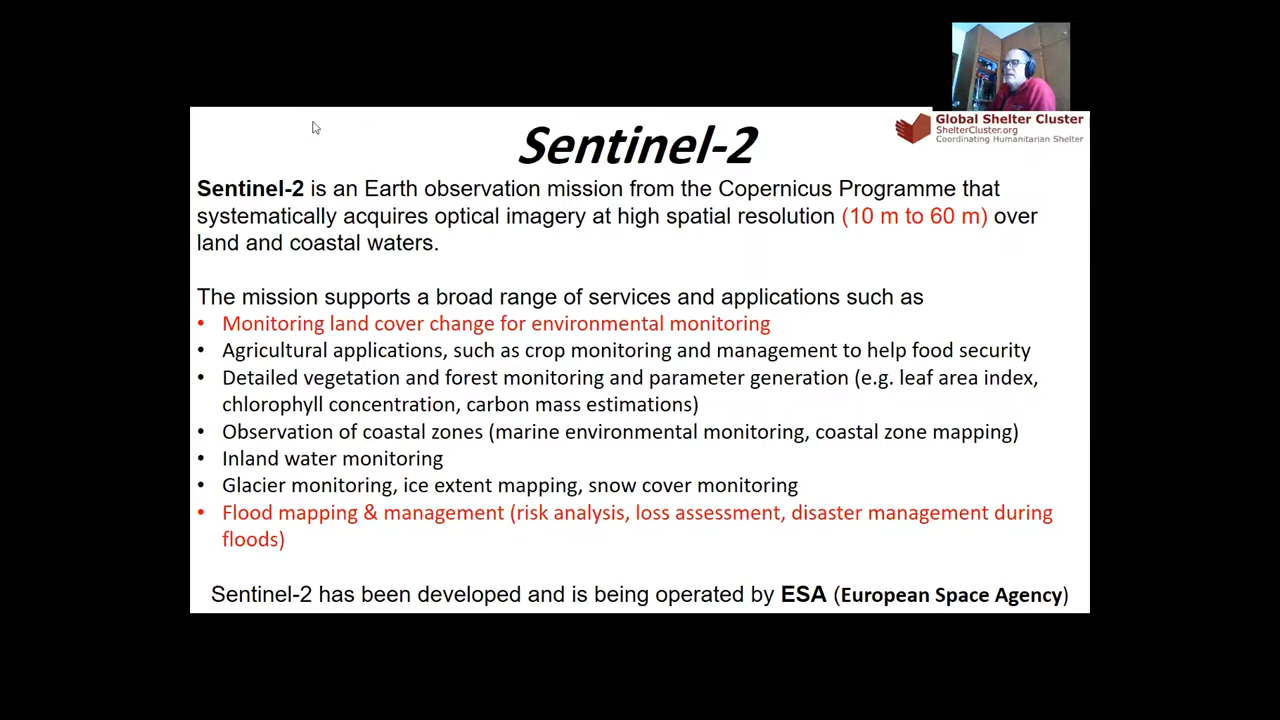 Global Shelter Cluster
ShelterCluster.org
Coordinating Humanitarian Shelter
Sentinel-2
Sentinel-2 is an Earth observation mission from the Copernicus Programme that
systematically acquires optical imagery at high spatial resolution (10 m to 60 m) over
land and coastal waters.
The mission supports a broad range of services and applications such as
• Monitoring land cover change for environmental monitoring
• Agricultural applications, such as crop monitoring and management to help food security
• Detailed vegetation and forest monitoring and parameter generation (e.g. leaf area index,
chlorophyll concentration, carbon mass estimations)
• Observation of coastal zones (marine environmental monitoring, coastal zone mapping)
• Inland water monitoring
• Glacier monitoring, ice extent mapping, snow cover monitoring
• Flood mapping & management (risk analysis, loss assessment, disaster management during
floods)
Sentinel-2 has been developed and is being operated by ESA (European Space Agency)